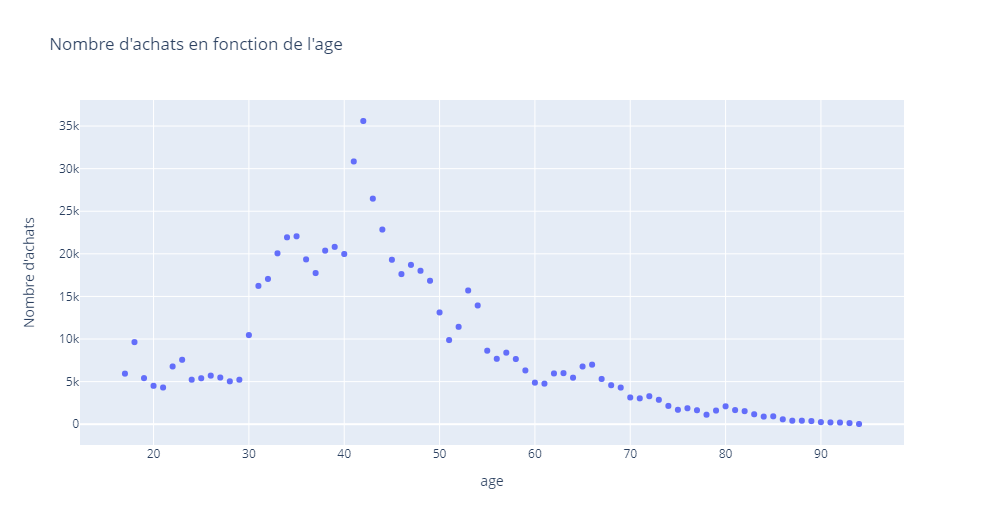 Nombre d'achats en fonction de l'age
Nombre d'achats
35k
30k
25k
20k
15k
10k
5k
0
20 30 40 50 60 70 80 90
age